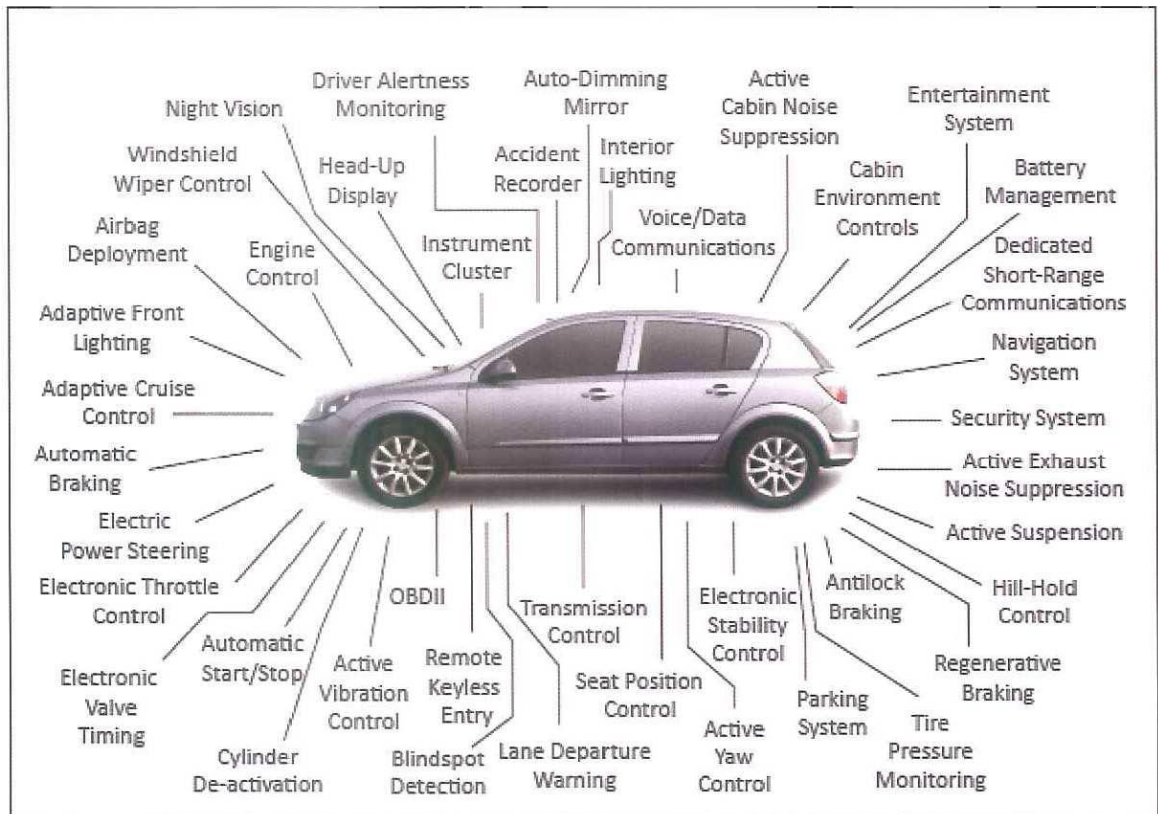 Driver Alertness
Monitoring
Auto-Dimming
Mirror
Active
Cabin Noise
Suppression
Entertainment
System
Night Vision
Windshield
Wiper Control
Head-Up
Display
Accident
Recorder
Interior
Lighting
Cabin
Environment
Controls
Battery
Management
Airbag
Deployment
Engine
Control
Instrument
Cluster
Voice/Data
Communications
Dedicated
Short-Range
Communications
Adaptive Front
Lighting
Navigation
System
Adaptive Cruise
Control
Security System
Automatic
Braking
Active Exhaust
Noise Suppression
Electric
Power Steering
Active Suspension
Electronic Throttle
Control
OBDII
Transmission
Control
Electronic
Stability
Control
Antilock
Braking
Hill-Hold
Control
Electronic
Valve
Timing
Automatic
Start/Stop
Active
Vibration
Control
Remote
Keyless
Entry
Seat Position
Control
Parking
System
Regenerative
Braking
Cylinder
De-activation
Blindspot
Detection
Lane Departure
Warning
Active
Yaw
Control
Tire
Pressure
Monitoring